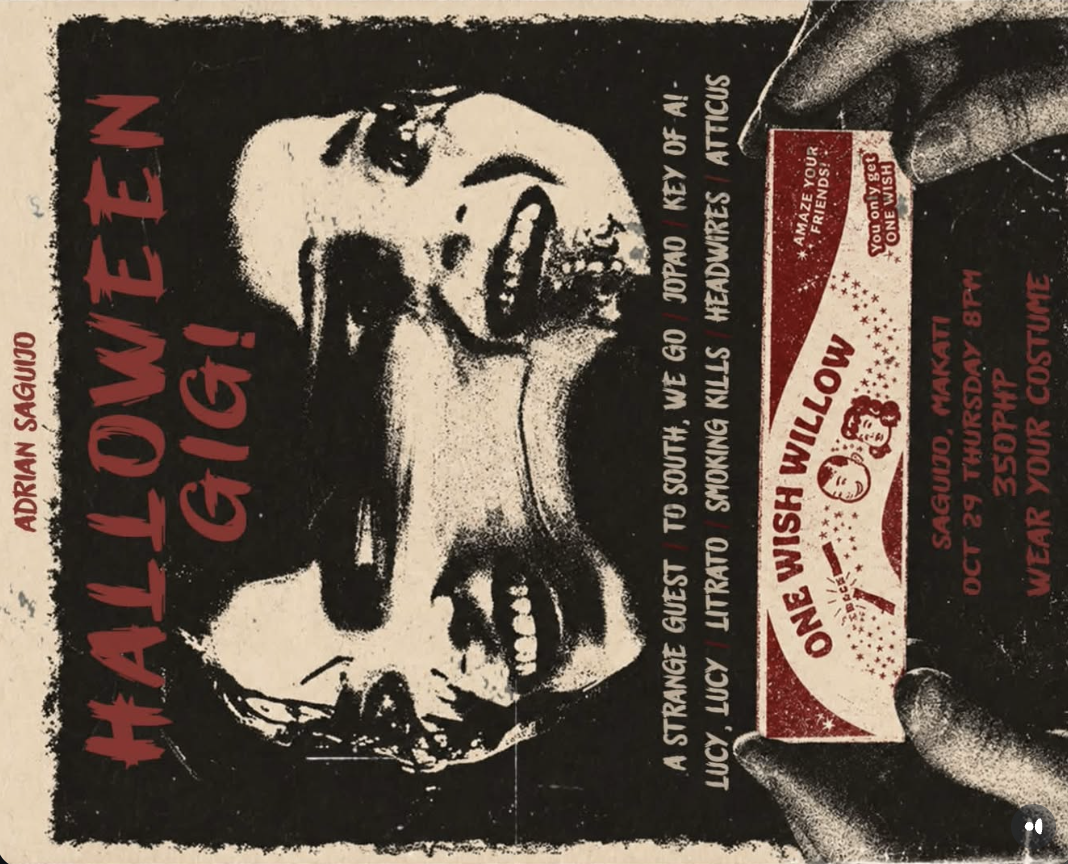 ADRIAN SAGUIJO
HALLOWEEN
GIG!
A STRANGE GUEST | TO SOUTH, WE GO | JOPAO | KEY OF A! -
LUCY, LUCY | LITRATO | SMOKING KILLS | HEADWIRES | ATTICUS
AMAZE YOUR
FRIENDS!
You only get
ONE WISH
ONE WISH WILLOW
SAGUIJO, MAKATI
OCT 29 THURSDAY 8PM
350PHP
WEAR YOUR COSTUME